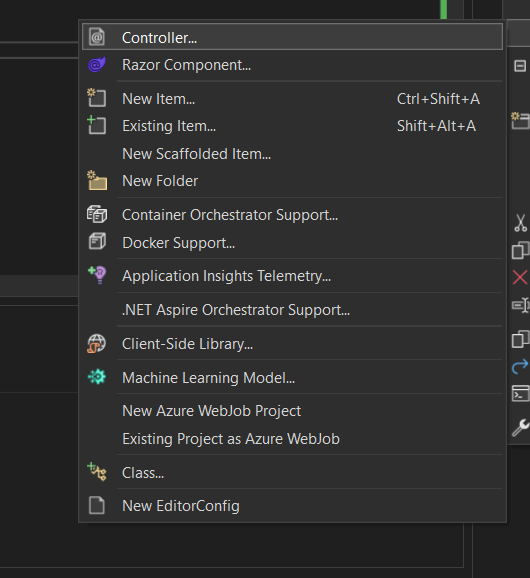 Controller...
Razor Component...
New Item... Ctrl+Shift+A
Existing Item... Shift+Alt+A
New Scaffolded Item...
New Folder
Container Orchestrator Support...
Docker Support...
Application Insights Telemetry...
.NET Aspire Orchestrator Support...
Client-Side Library...
Machine Learning Model...
New Azure WebJob Project
Existing Project as Azure WebJob
Class...
New EditorConfig